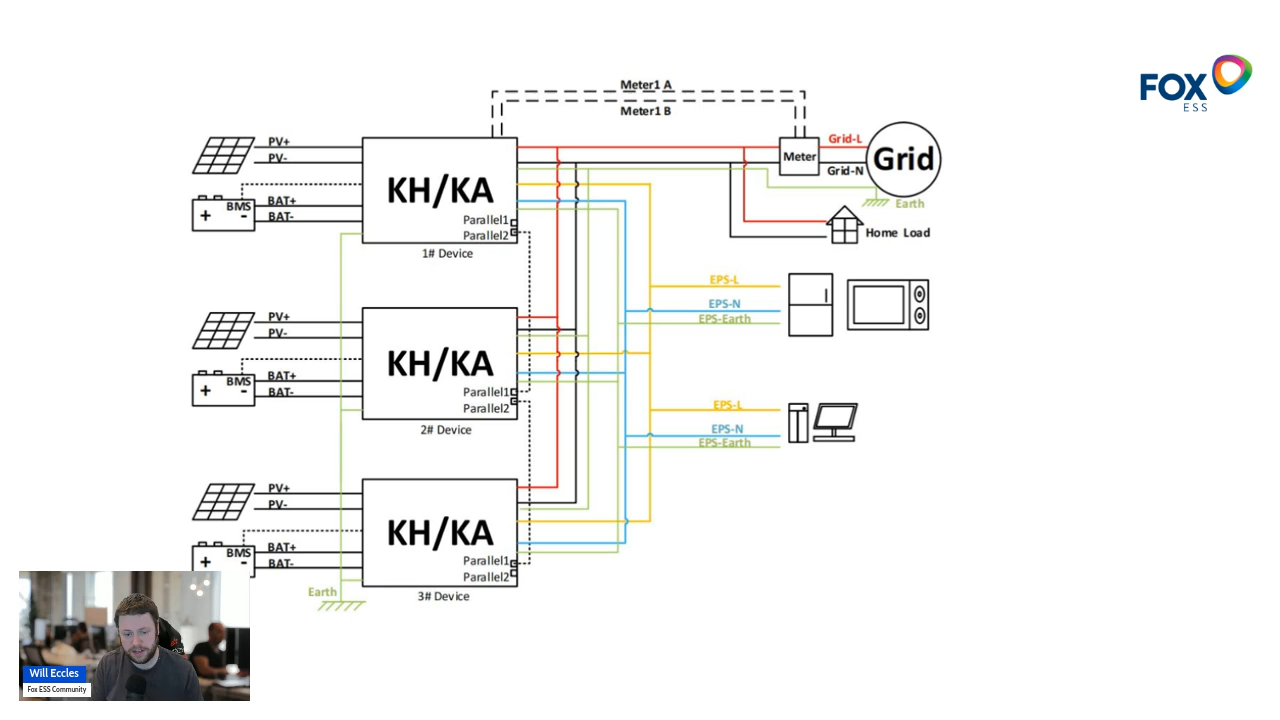 FOX
ESS
Meter1 A
Meter1 B
PV+
PV-
BMS
BAT+
BAT-
+ -
KH/KA
Parallel1
Parallel2
1# Device
Meter
Grid-L
Grid-N
Grid
Earth
Home Load
EPS-L
EPS-N
EPS-Earth
PV+
PV-
BMS
BAT+
BAT-
+ -
KH/KA
Parallel1
Parallel2
2# Device
EPS-L
EPS-N
EPS-Earth
PV+
PV-
BMS
BAT+
BAT-
+ -
KH/KA
Parallel1
Parallel2
3# Device
Earth
Will Eccles
Fox ESS Community